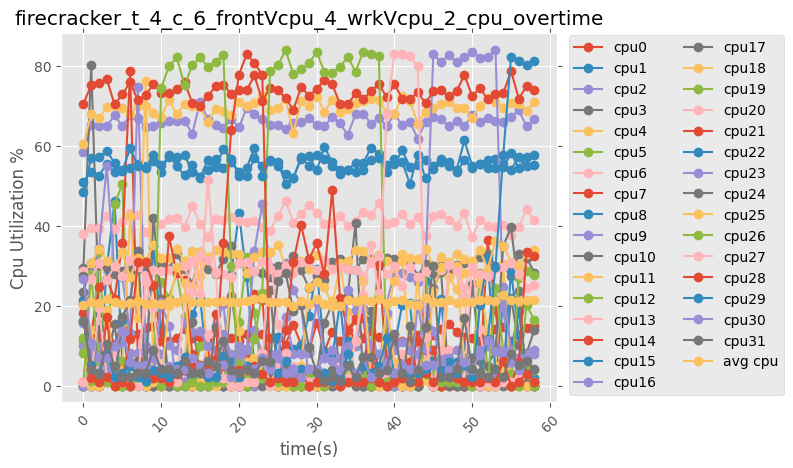 firecracker_t_4_c_6_frontVcpu_4_wrkVcpu_2_cpu_overtime
Cpu Utilization %
80
60
40
20
0
0 10 20 30 40 50 60
time(s)
cpu0
cpu1
cpu2
cpu3
cpu4
cpu5
cpu6
cpu7
cpu8
cpu9
cpu10
cpu11
cpu12
cpu13
cpu14
cpu15
cpu16
cpu17
cpu18
cpu19
cpu20
cpu21
cpu22
cpu23
cpu24
cpu25
cpu26
cpu27
cpu28
cpu29
cpu30
cpu31
avg cpu